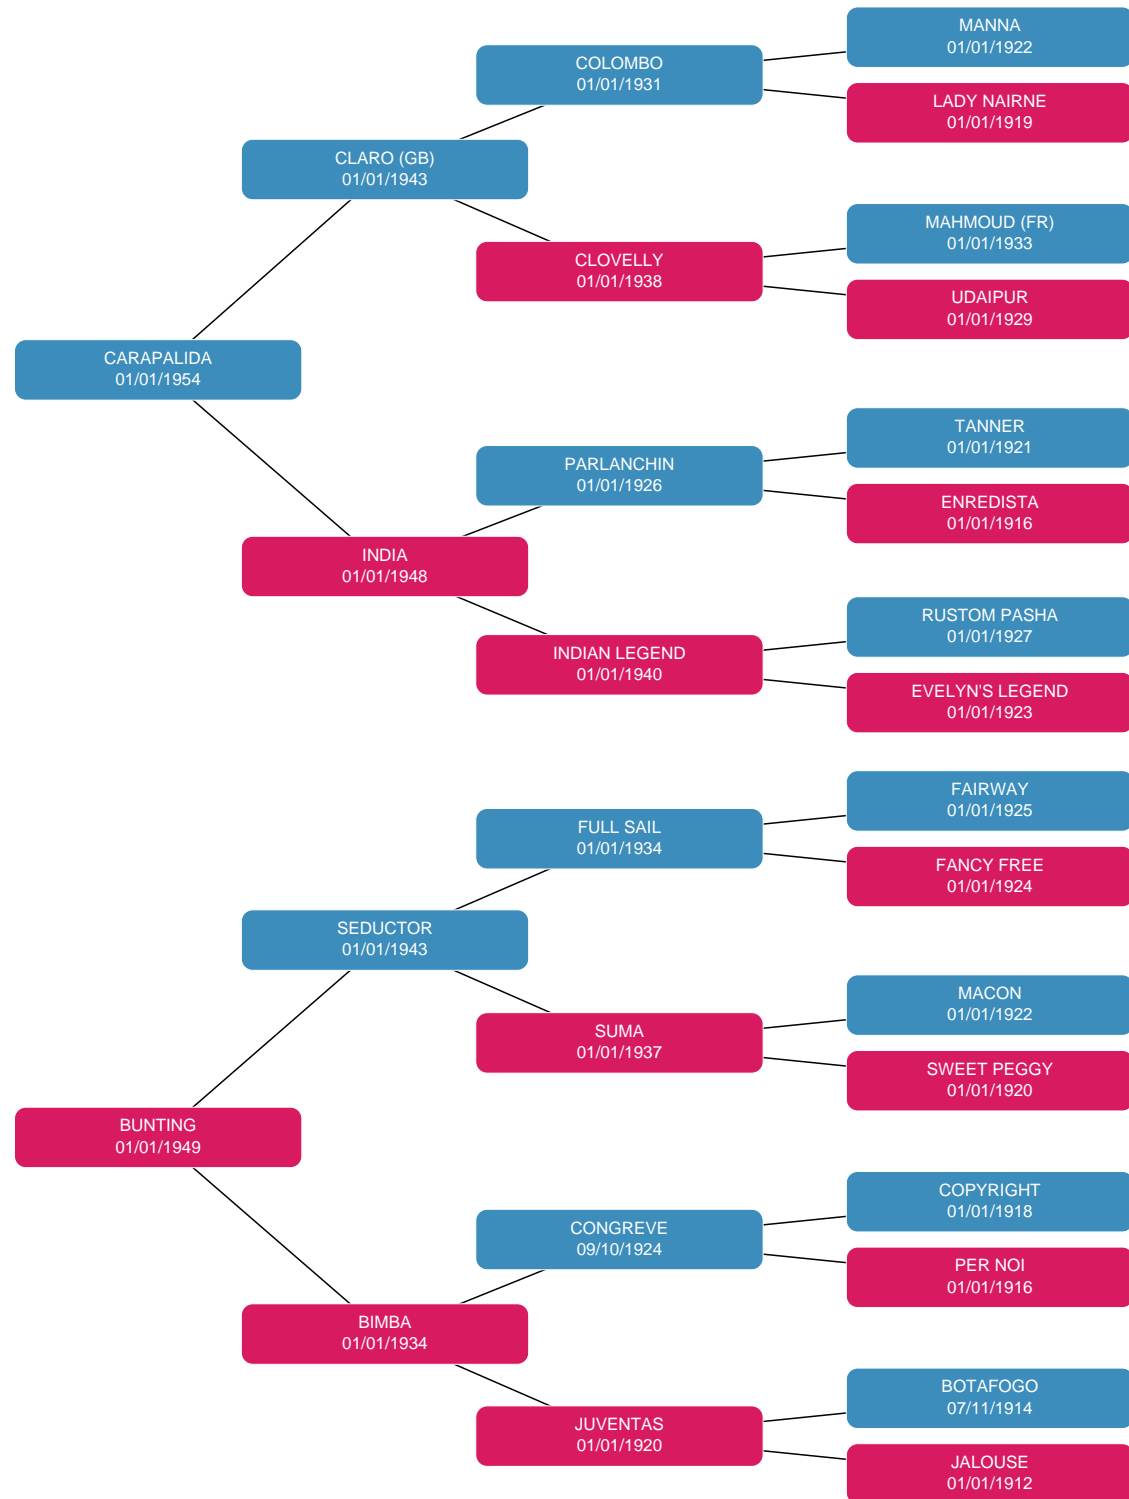 MANNA
01/01/1922
COLOMBO
01/01/1931
LADY NAIRNE
01/01/1919
CLARO (GB)
01/01/1943
MAHMOUD (FR)
01/01/1933
CLOVELLY
01/01/1938
UDAIPUR
01/01/1929
CARAPALIDA
01/01/1954
TANNER
01/01/1921
PARLANCHIN
01/01/1926
ENREDISTA
01/01/1916
INDIA
01/01/1948
RUSTOM PASHA
01/01/1927
INDIAN LEGEND
01/01/1940
EVELYN'S LEGEND
01/01/1923
FAIRWAY
01/01/1925
FULL SAIL
01/01/1934
FANCY FREE
01/01/1924
SEDUCTOR
01/01/1943
MACON
01/01/1922
SUMA
01/01/1937
SWEET PEGGY
01/01/1920
BUNTING
01/01/1949
COPYRIGHT
01/01/1918
CONGREVE
09/10/1924
PER NOI
01/01/1916
BIMBA
01/01/1934
BOTAFOGO
07/11/1914
JUVENTAS
01/01/1920
JALOUSE
01/01/1912